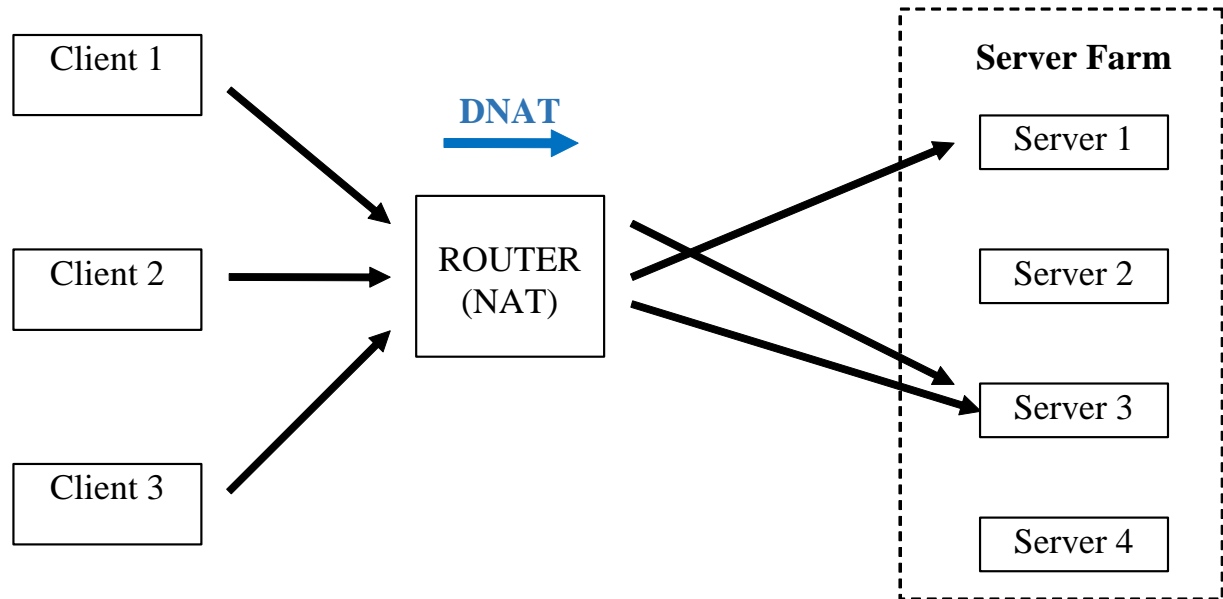 Client 1
Client 2
Client 3
DNAT
ROUTER
(NAT)
Server Farm
Server 1
Server 2
Server 3
Server 4